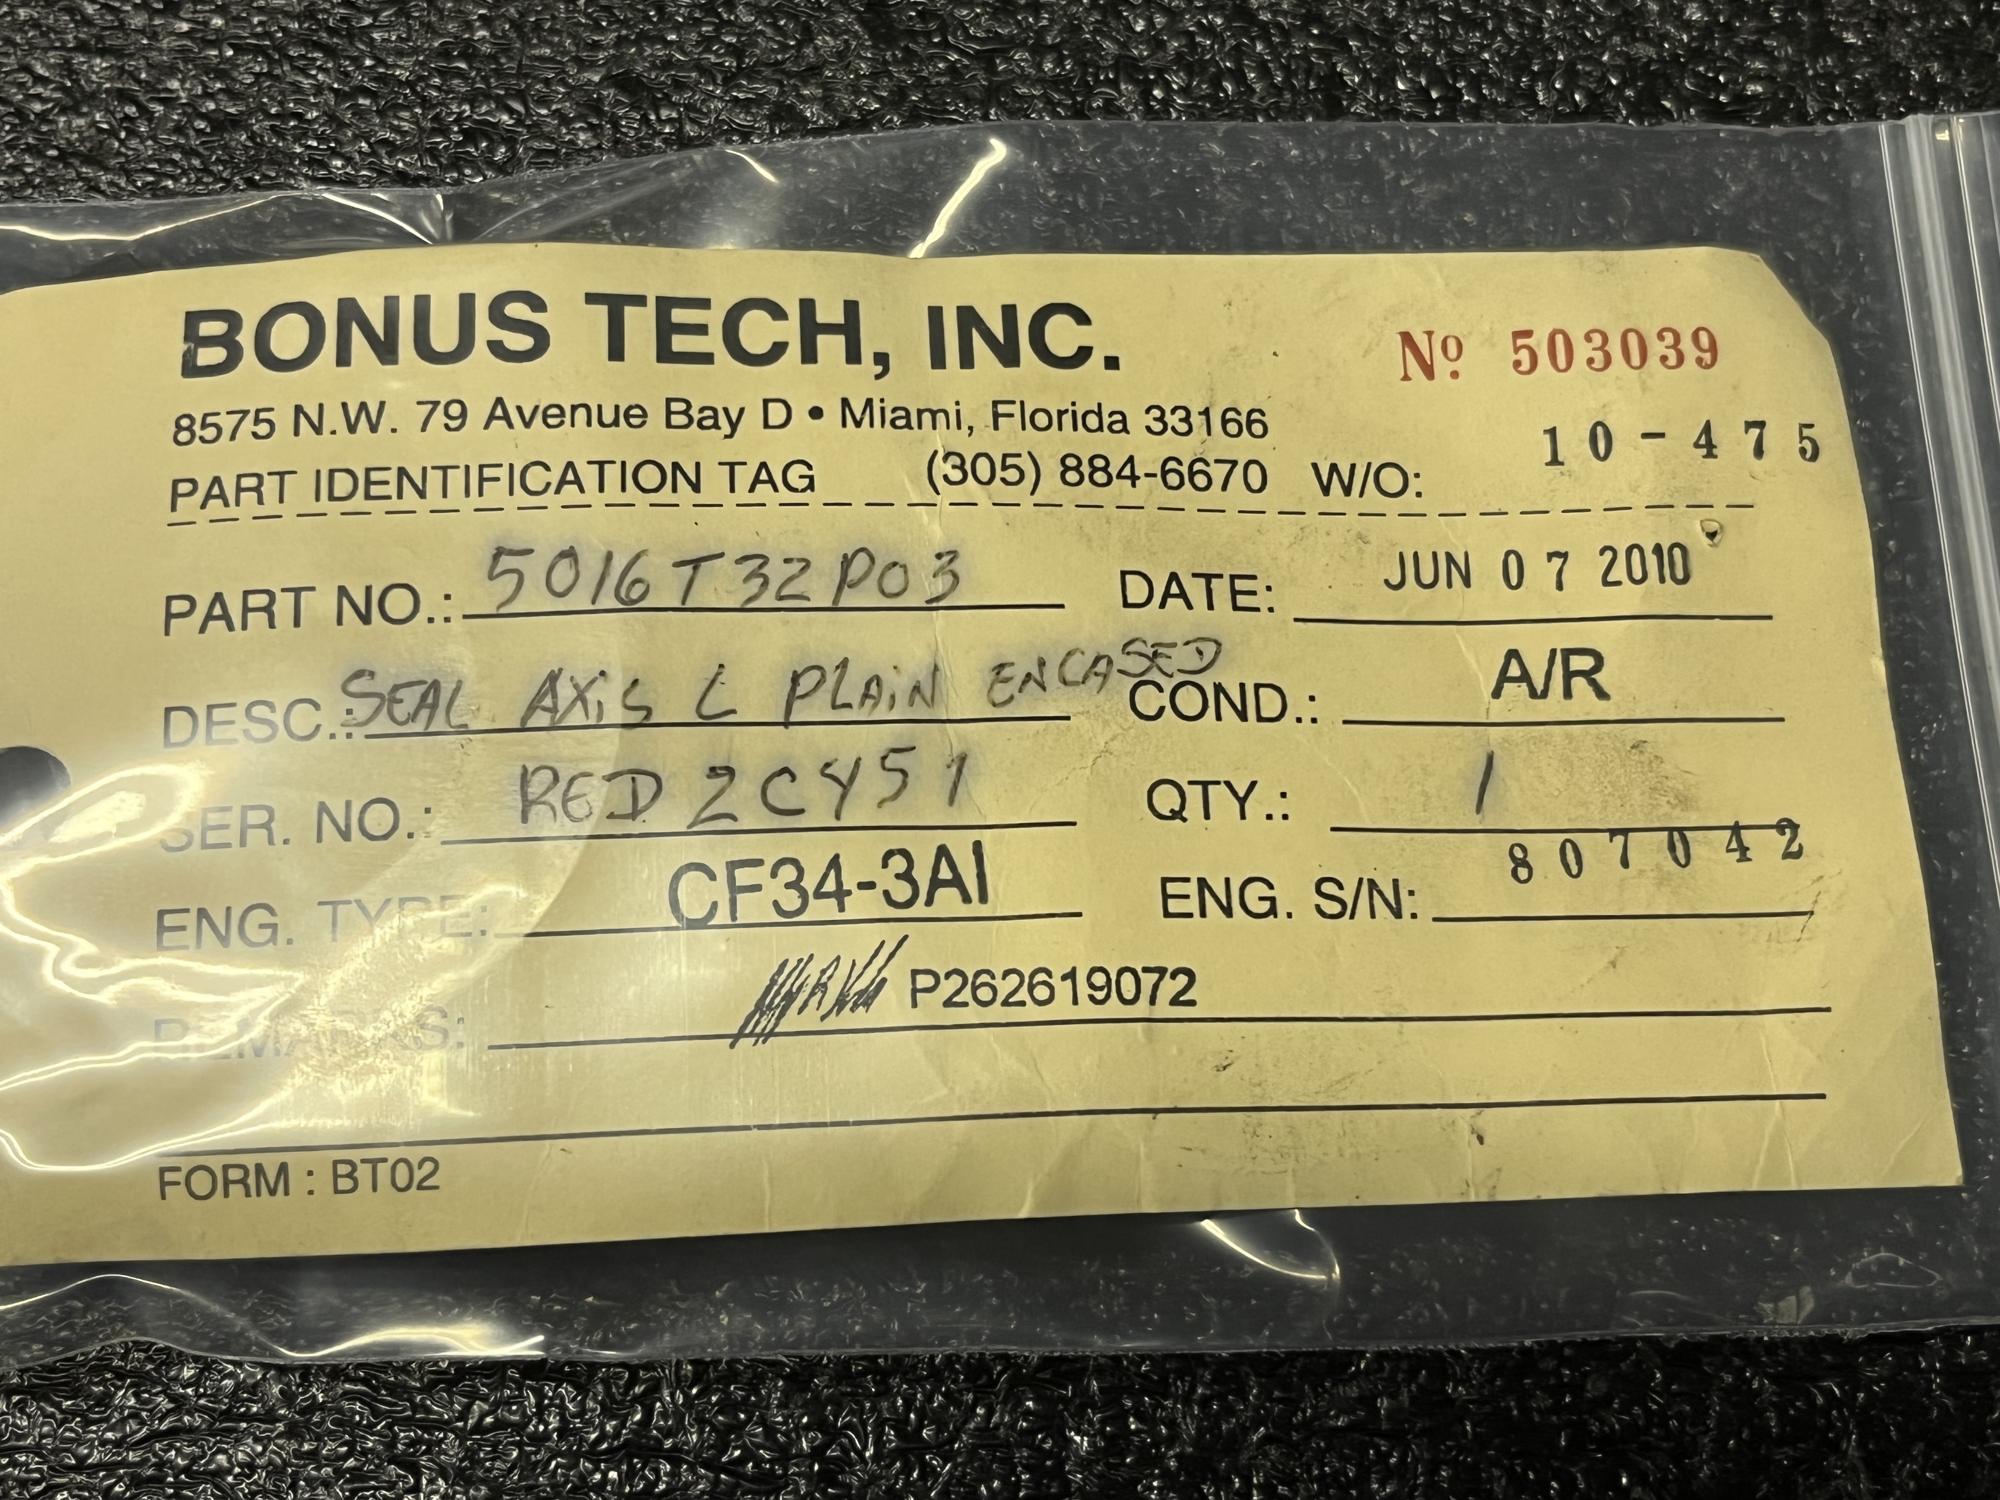 BONUS TECH, INC.
Nº 503039
8575 N.W. 79 Avenue Bay D • Miami, Florida 33166
PART IDENTIFICATION TAG (305) 884-6670 W/O: 10-475
PART NO.: 5016T32P03 DATE: JUN 07 2010
DESC.: SEAL AXIS L PLAIN ENCASED COND.: A/R
SER. NO.: RED2CY51 QTY.: 1
ENG. TYPE: CF34-3AI ENG. S/N: 807042
REMARKS: P262619072
FORM : BT02